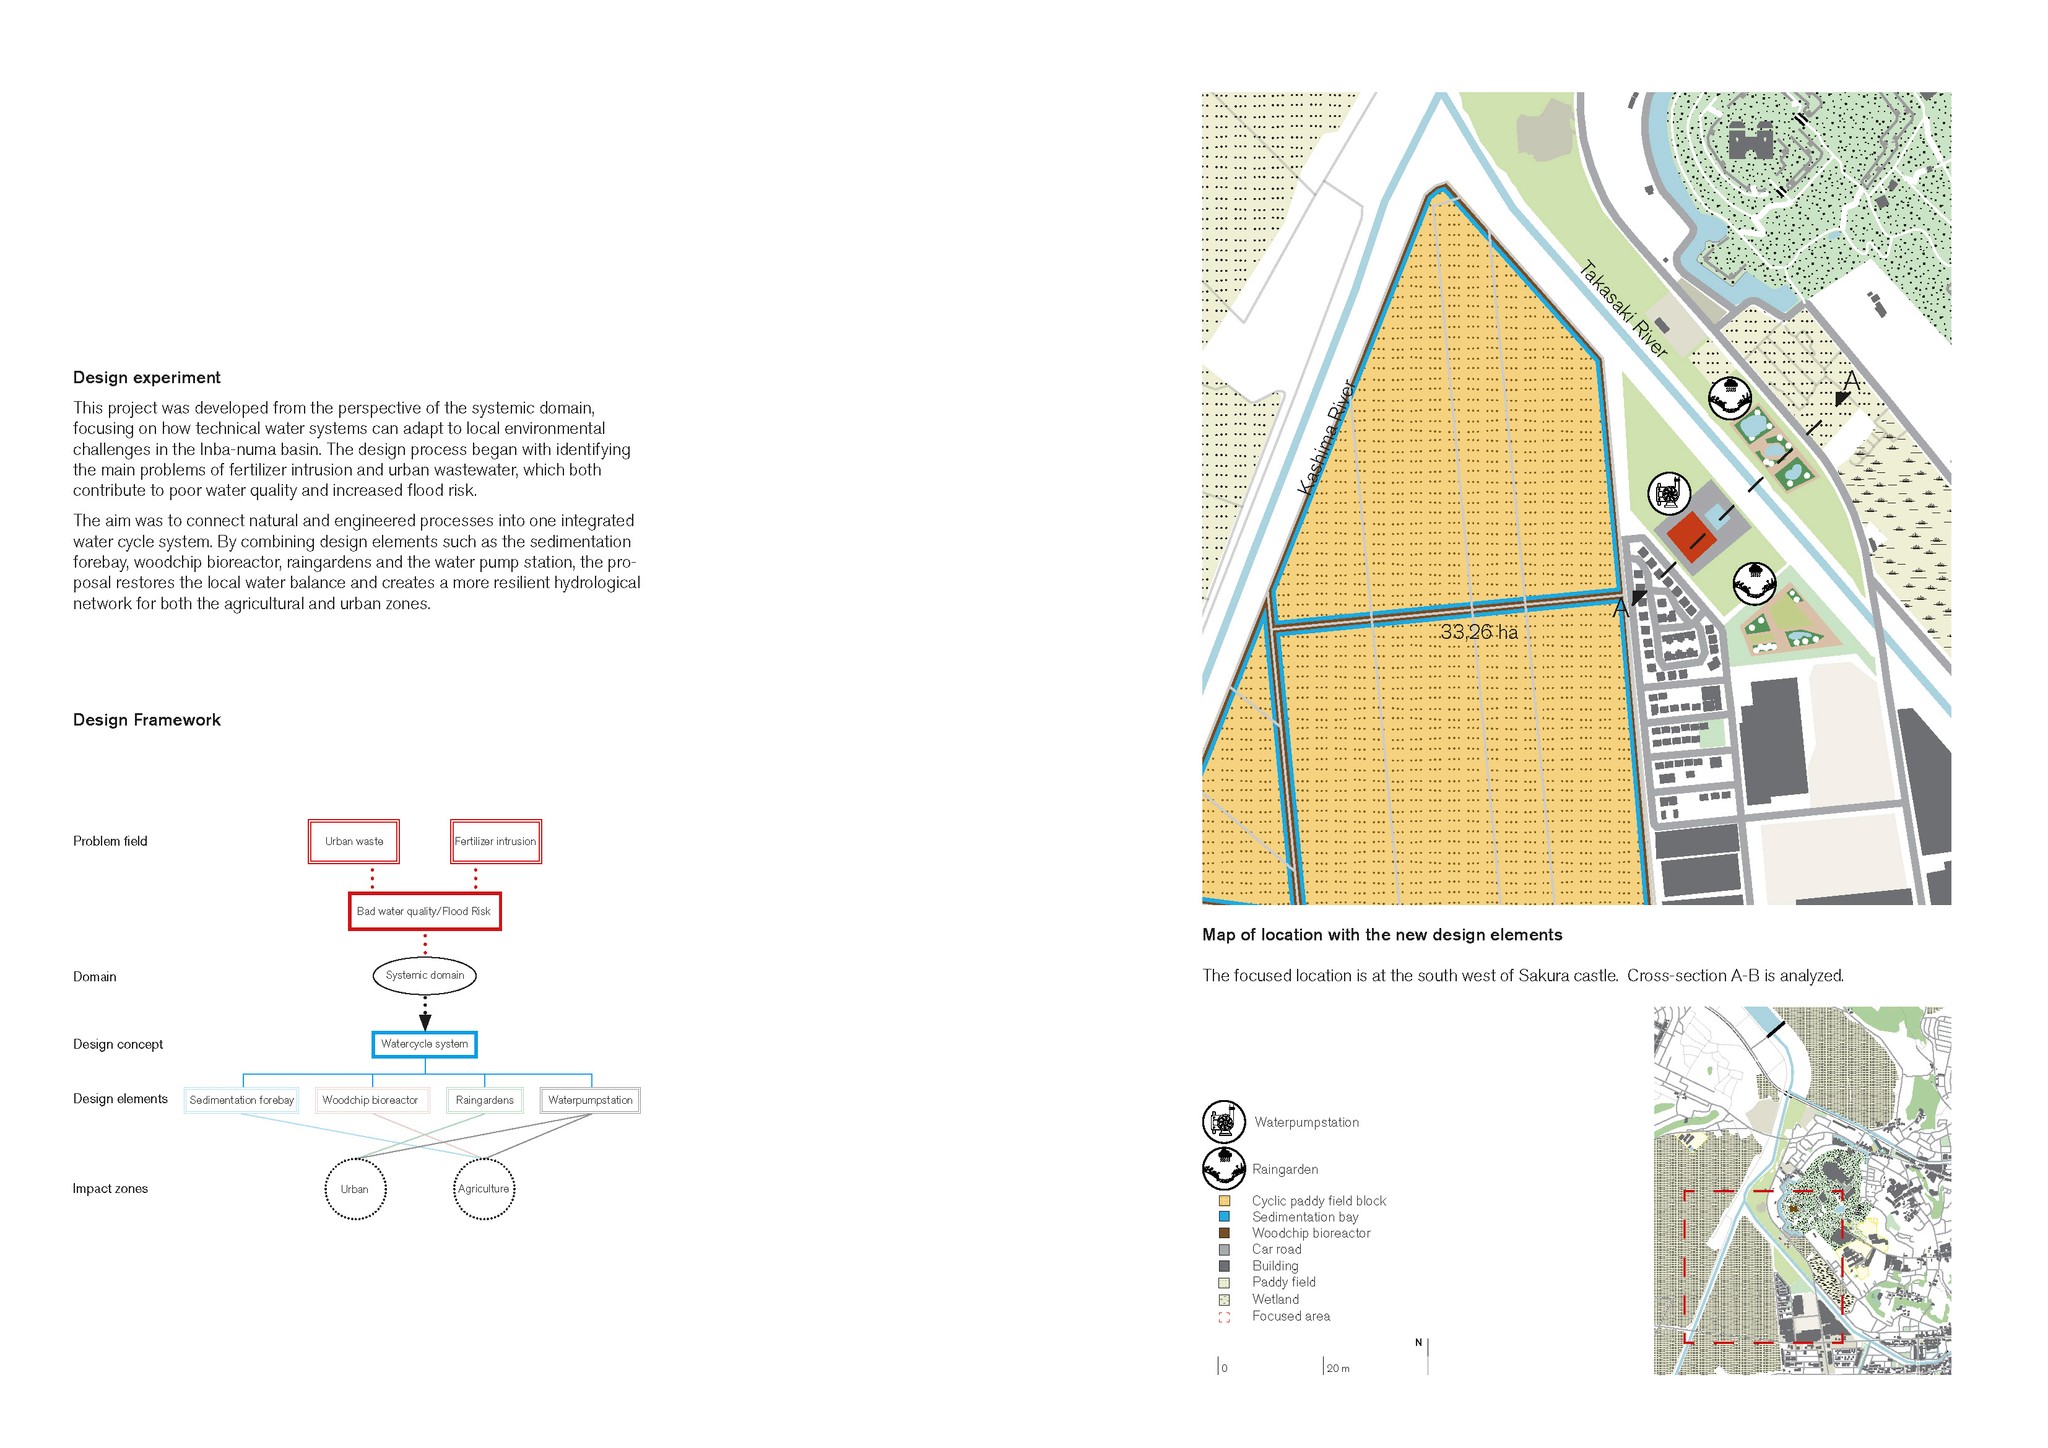 Design experiment
This project was developed from the perspective of the systemic domain,
focusing on how technical water systems can adapt to local environmental
challenges in the Inba-numa basin. The design process began with identifying
the main problems of fertilizer intrusion and urban wastewater, which both
contribute to poor water quality and increased flood risk.
The aim was to connect natural and engineered processes into one integrated
water cycle system. By combining design elements such as the sedimentation
forebay, woodchip bioreactor, raingardens and the water pump station, the pro-
posal restores the local water balance and creates a more resilient hydrological
network for both the agricultural and urban zones.
Design Framework
Problem field
Urban waste
Fertilizer intrusion
Bad water quality/Flood Risk
Domain
Systemic domain
Design concept
Watercycle system
Design elements
Sedimentation forebay
Woodchip bioreactor
Raingardens
Waterpumpstation
Impact zones
Urban
Agriculture
Takasaki River
Kashima River
A
A
33,26 ha
Map of location with the new design elements
The focused location is at the south west of Sakura castle. Cross-section A-B is analyzed.
Waterpumpstation
Raingarden
Cyclic paddy field block
Sedimentation bay
Woodchip bioreactor
Car road
Building
Paddy field
Wetland
Focused area
N
0
20 m